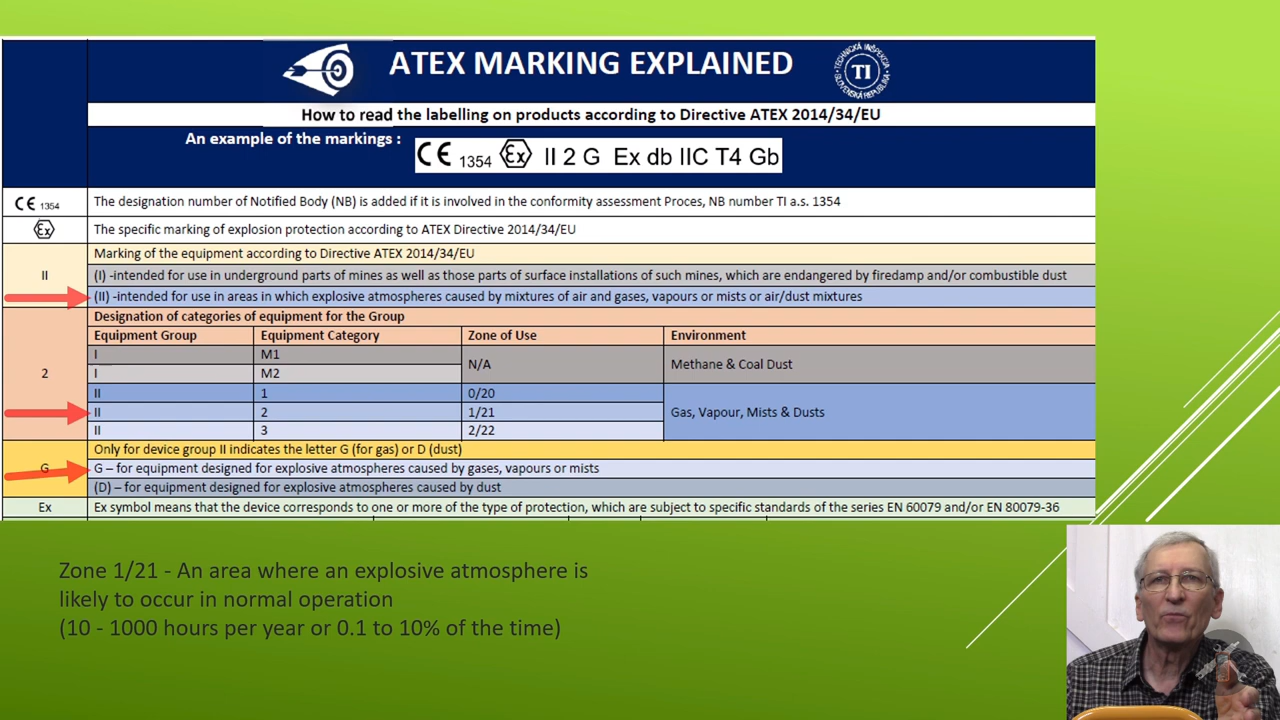 ATEX MARKING EXPLAINED
TECHNICKÁ INŠPEKCIA
TI
SLOVENSKÁ REPUBLIKA
How to read the labelling on products according to Directive ATEX 2014/34/EU
An example of the markings :
CE 1354 Ex II 2 G Ex db IIC T4 Gb
CE 1354 The designation number of Notified Body (NB) is added if it is involved in the conformity assessment Proces, NB number TI a.s. 1354
Ex The specific marking of explosion protection according to ATEX Directive 2014/34/EU
II
Marking of the equipment according to Directive ATEX 2014/34/EU
(I) -intended for use in underground parts of mines as well as those parts of surface installations of such mines, which are endangered by firedamp and/or combustible dust
(II) -intended for use in areas in which explosive atmospheres caused by mixtures of air and gases, vapours or mists or air/dust mixtures
2
Designation of categories of equipment for the Group
Equipment Group Equipment Category Zone of Use Environment
I M1 N/A Methane & Coal Dust
I M2
II 1 0/20
II 2 1/21 Gas, Vapour, Mists & Dusts
II 3 2/22
G
Only for device group II indicates the letter G (for gas) or D (dust)
G – for equipment designed for explosive atmospheres caused by gases, vapours or mists
(D) – for equipment designed for explosive atmospheres caused by dust
Ex Ex symbol means that the device corresponds to one or more of the type of protection, which are subject to specific standards of the series EN 60079 and/or EN 80079-36
Zone 1/21 - An area where an explosive atmosphere is
likely to occur in normal operation
(10 - 1000 hours per year or 0.1 to 10% of the time)